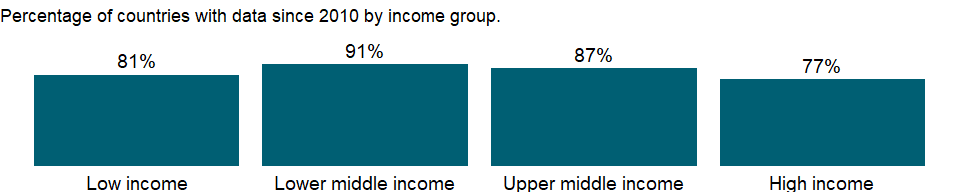 Percentage of countries with data since 2010 by income group.
81%
91%
87%
77%
Low income
Lower middle income
Upper middle income
High income